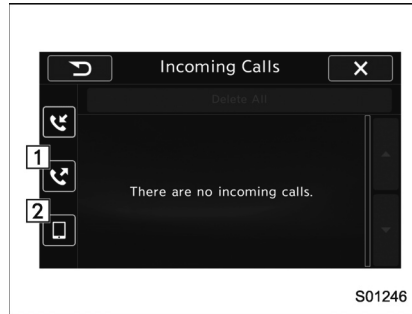 Incoming Calls
Delete All
1
There are no incoming calls.
2
S01246